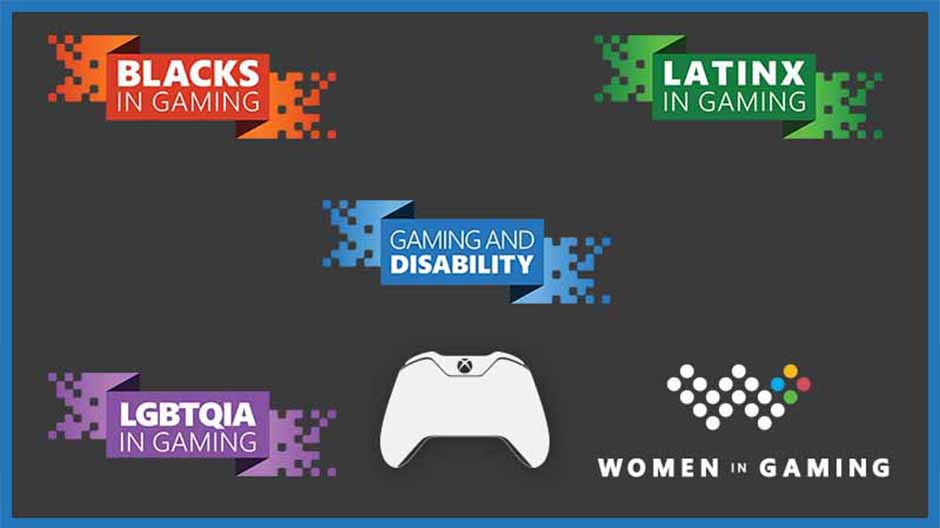 BLACKS
IN GAMING
LATINX
IN GAMING
GAMING AND
DISABILITY
LGBTQIA
IN GAMING
WOMEN IN GAMING